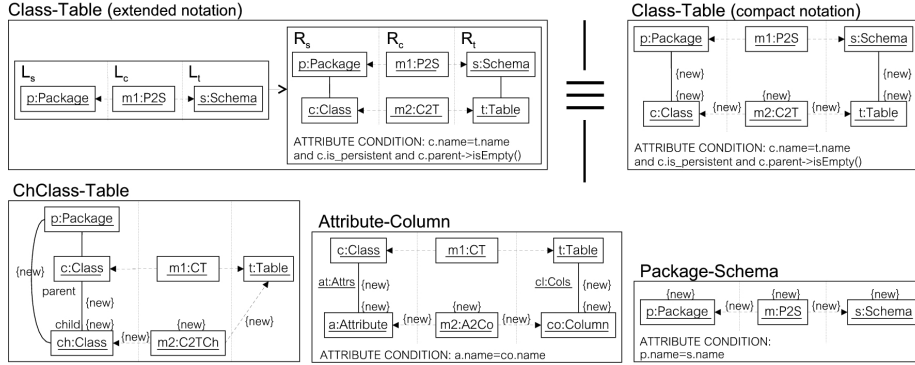 Class-Table (extended notation)
Ls Lc Lt
p:Package m1:P2S s:Schema
Rs Rc Rt
p:Package m1:P2S s:Schema
c:Class m2:C2T t:Table
ATTRIBUTE CONDITION: c.name=t.name
and c.is_persistent and c.parent->isEmpty()
Class-Table (compact notation)
p:Package m1:P2S s:Schema
{new} {new}
{new} {new} {new}
c:Class {new} m2:C2T {new} t:Table
ATTRIBUTE CONDITION: c.name=t.name
and c.is_persistent and c.parent->isEmpty()
ChClass-Table
p:Package
{new}
c:Class m1:CT t:Table
parent
{new}
child {new} {new} {new}
ch:Class {new} m2:C2TCh
Attribute-Column
c:Class m1:CT t:Table
at:Attrs {new} cl:Cols {new}
{new} {new} {new}
a:Attribute {new} m2:A2Co {new} co:Column
ATTRIBUTE CONDITION: a.name=co.name
Package-Schema
{new} {new} {new}
p:Package {new} m:P2S {new} s:Schema
ATTRIBUTE CONDITION:
p.name=s.name